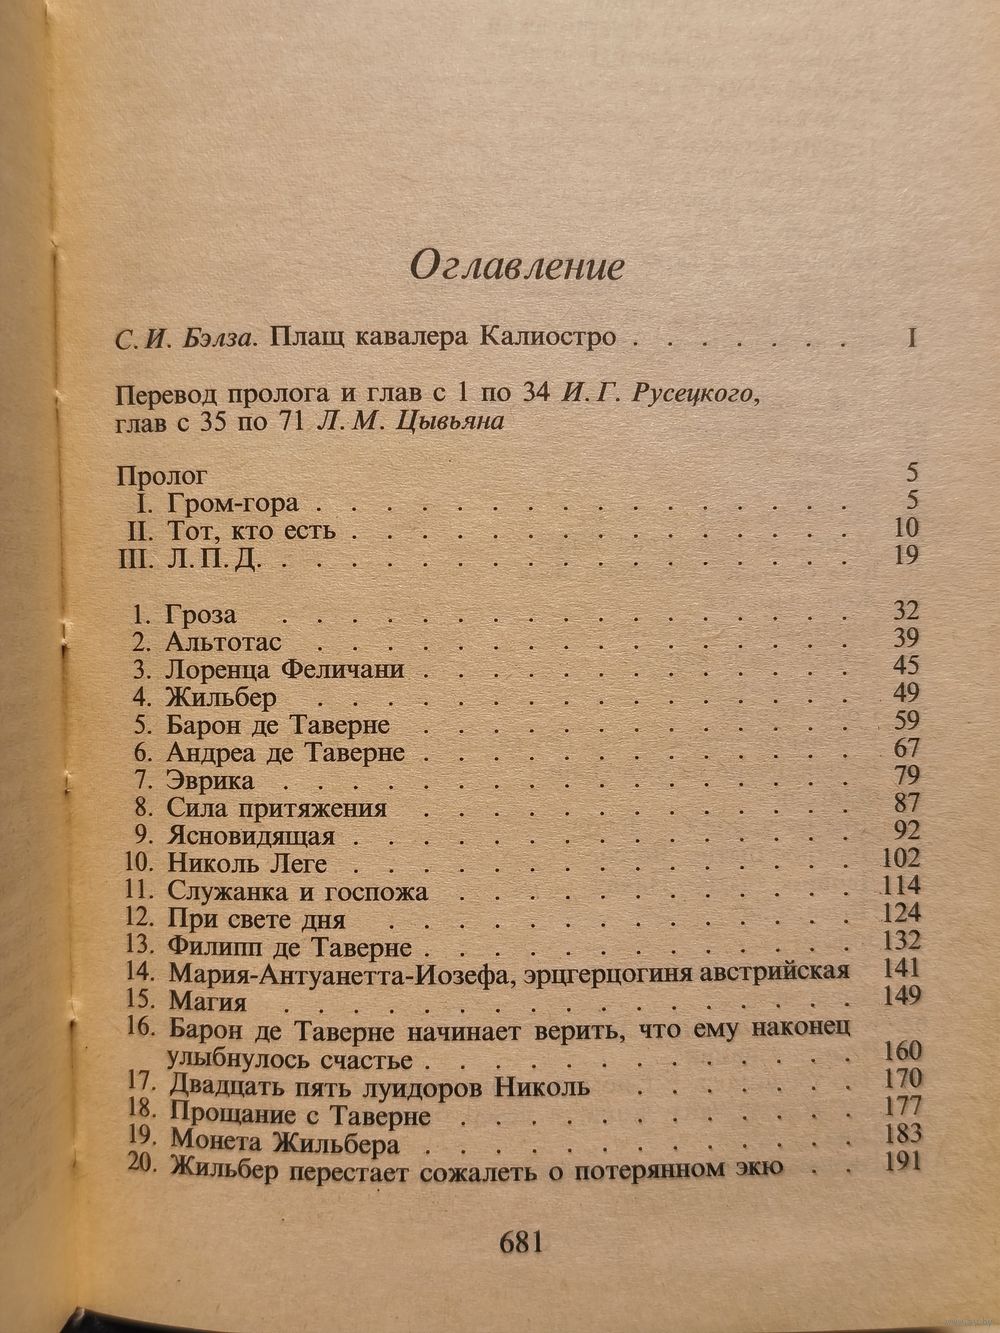 Оглавление
С. И. Бэлза. Плащ кавалера Калиостро . . . . . . . I
Перевод пролога и глав с 1 по 34 И. Г. Русецкого,
глав с 35 по 71 Л. М. Цывьяна
Пролог 5
I. Гром-гора . . . . . . . . . . . . . . . . 5
II. Тот, кто есть . . . . . . . . . . . . . . . 10
III. Л. П. Д. . . . . . . . . . . . . . . . . . 19
1. Гроза . . . . . . . . . . . . . . . . . 32
2. Альтотас . . . . . . . . . . . . . . . . 39
3. Лоренца Феличани . . . . . . . . . . . . . 45
4. Жильбер . . . . . . . . . . . . . . . . 49
5. Барон де Таверне . . . . . . . . . . . . . 59
6. Андреа де Таверне . . . . . . . . . . . . . 67
7. Эврика . . . . . . . . . . . . . . . . . 79
8. Сила притяжения . . . . . . . . . . . . . 87
9. Ясновидящая . . . . . . . . . . . . . . . 92
10. Николь Леге . . . . . . . . . . . . . . . 102
11. Служанка и госпожа . . . . . . . . . . . . 114
12. При свете дня . . . . . . . . . . . . . . 124
13. Филипп де Таверне . . . . . . . . . . . . . 132
14. Мария-Антуанетта-Иозефа, эрцгерцогиня австрийская 141
15. Магия . . . . . . . . . . . . . . . . . 149
16. Барон де Таверне начинает верить, что ему наконец
улыбнулось счастье . . . . . . . . . . . . . 160
17. Двадцать пять луидоров Николь . . . . . . . 170
18. Прощание с Таверне . . . . . . . . . . . . 177
19. Монета Жильбера . . . . . . . . . . . . . 183
20. Жильбер перестает сожалеть о потерянном экю . . 191
681